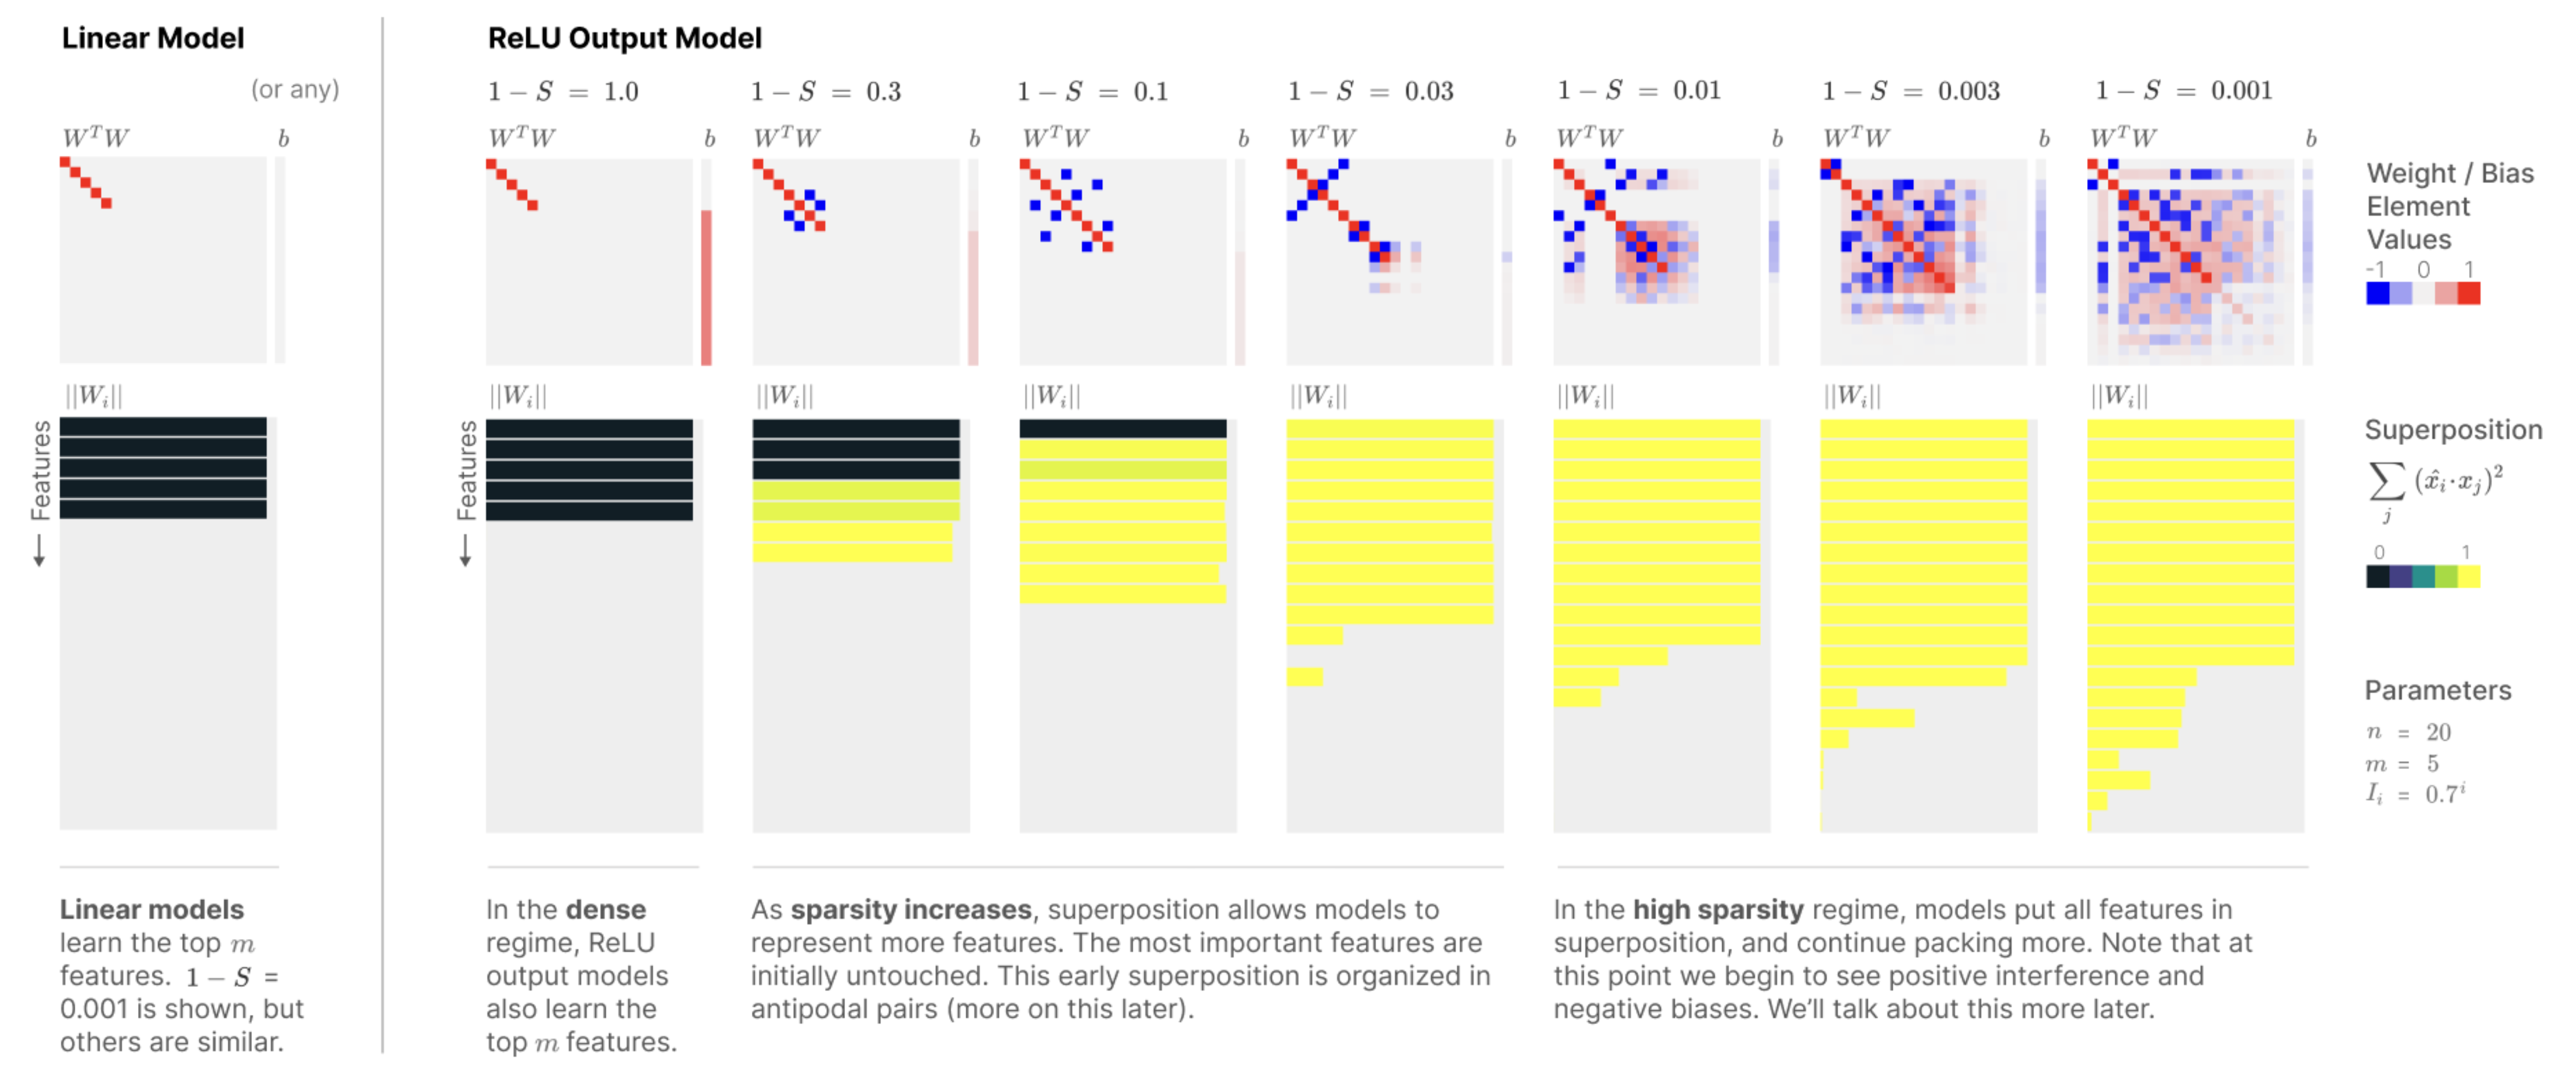 Linear Model
(or any)
W^T W b
||W_i||
Features
Linear models
learn the top m
features. 1 − S =
0.001 is shown, but
others are similar.
ReLU Output Model
1 − S = 1.0
W^T W b
||W_i||
Features
1 − S = 0.3
W^T W b
||W_i||
1 − S = 0.1
W^T W b
||W_i||
1 − S = 0.03
W^T W b
||W_i||
1 − S = 0.01
W^T W b
||W_i||
1 − S = 0.003
W^T W b
||W_i||
1 − S = 0.001
W^T W b
||W_i||
In the dense
regime, ReLU
output models
also learn the
top m features.
As sparsity increases, superposition allows models to
represent more features. The most important features are
initially untouched. This early superposition is organized in
antipodal pairs (more on this later).
In the high sparsity regime, models put all features in
superposition, and continue packing more. Note that at
this point we begin to see positive interference and
negative biases. We'll talk about this more later.
Weight / Bias
Element
Values
-1 0 1
Superposition
∑_j (x̂_i·x_j)²
0 1
Parameters
n = 20
m = 5
I_i = 0.7^i